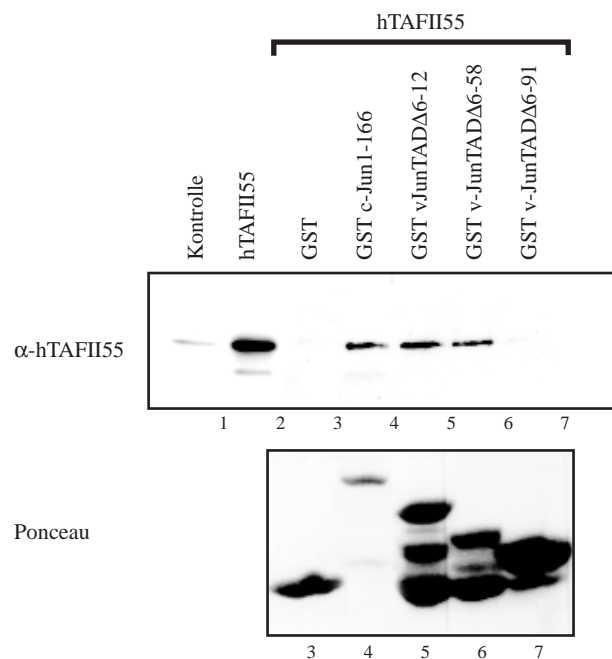 hTAFII55
Kontrolle
hTAFII55
GST
GST c-Jun1-166
GST vJunTADΔ6-12
GST v-JunTADΔ6-58
GST v-JunTADΔ6-91
α-hTAFII55
1 2 3 4 5 6 7
Ponceau
3 4 5 6 7